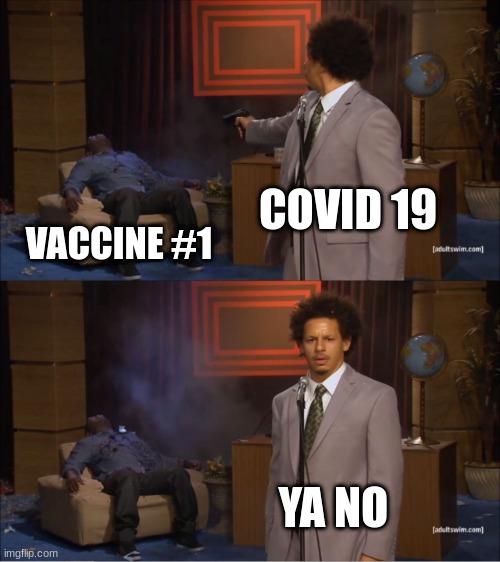 COVID 19
VACCINE #1
[adultswim.com]
YA NO
[adultswim.com]
imgflip.com